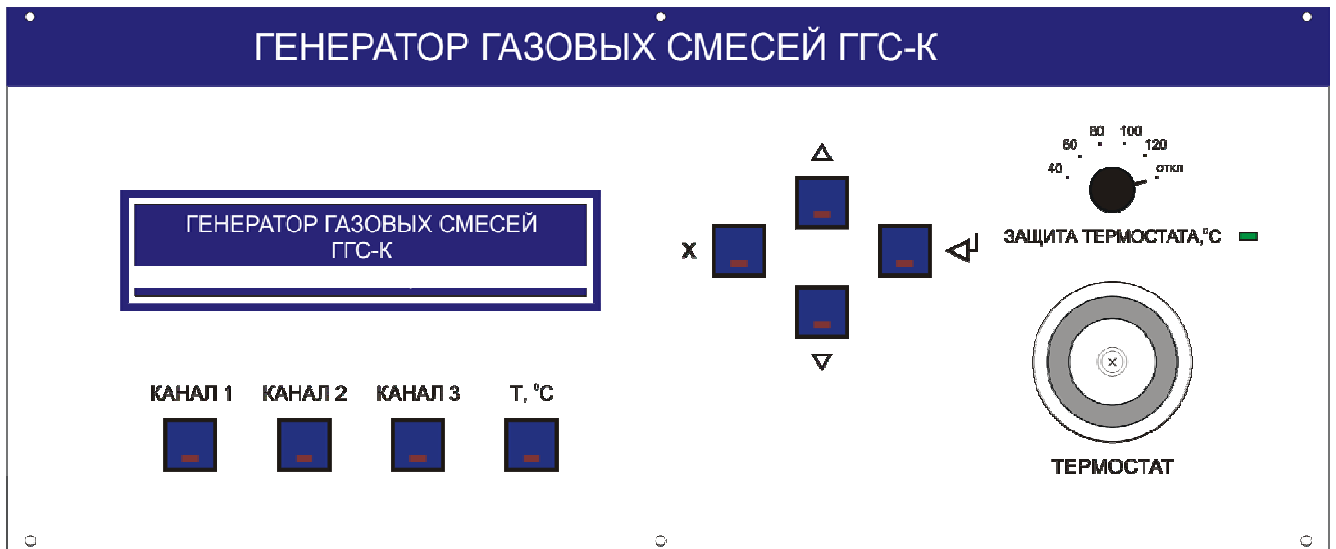 ГЕНЕРАТОР ГАЗОВЫХ СМЕСЕЙ ГГС-К
ГЕНЕРАТОР ГАЗОВЫХ СМЕСЕЙ
ГГС-К
X
40 60 80 100 120 откл
ЗАЩИТА ТЕРМОСТАТА,°С
КАНАЛ 1 КАНАЛ 2 КАНАЛ 3 Т, °С
ТЕРМОСТАТ